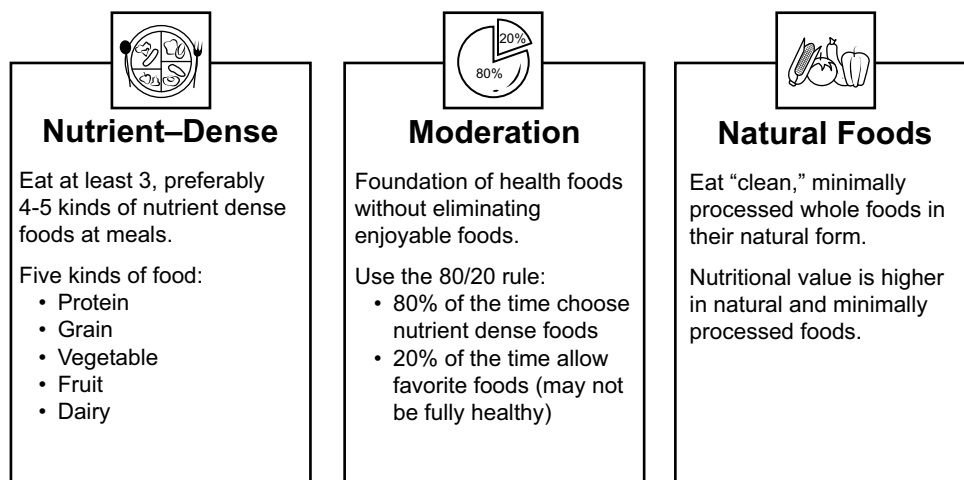 20%
80%
Nutrient–Dense
Eat at least 3, preferably
4-5 kinds of nutrient dense
foods at meals.
Five kinds of food:
• Protein
• Grain
• Vegetable
• Fruit
• Dairy
Moderation
Foundation of health foods
without eliminating
enjoyable foods.
Use the 80/20 rule:
• 80% of the time choose
nutrient dense foods
• 20% of the time allow
favorite foods (may not
be fully healthy)
Natural Foods
Eat “clean,” minimally
processed whole foods in
their natural form.
Nutritional value is higher
in natural and minimally
processed foods.